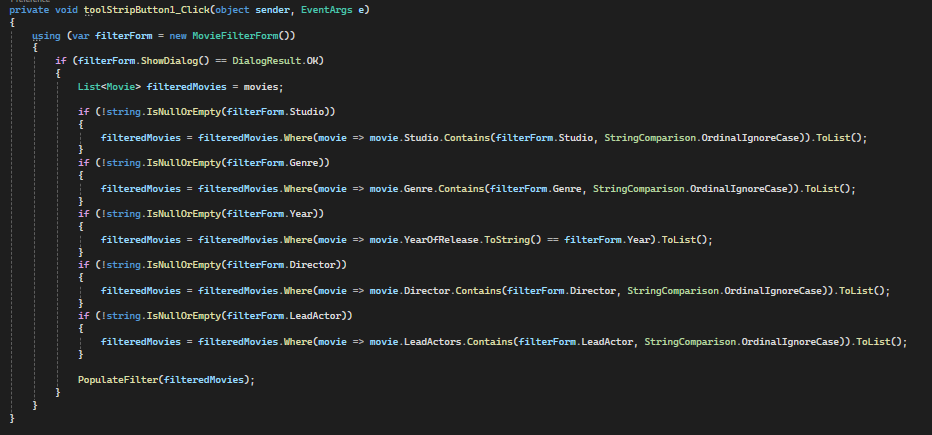 private void toolStripButton1_Click(object sender, EventArgs e)
{
using (var filterForm = new MovieFilterForm())
{
if (filterForm.ShowDialog() == DialogResult.OK)
{
List<Movie> filteredMovies = movies;
if (!string.IsNullOrEmpty(filterForm.Studio))
{
filteredMovies = filteredMovies.Where(movie => movie.Studio.Contains(filterForm.Studio, StringComparison.OrdinalIgnoreCase)).ToList();
}
if (!string.IsNullOrEmpty(filterForm.Genre))
{
filteredMovies = filteredMovies.Where(movie => movie.Genre.Contains(filterForm.Genre, StringComparison.OrdinalIgnoreCase)).ToList();
}
if (!string.IsNullOrEmpty(filterForm.Year))
{
filteredMovies = filteredMovies.Where(movie => movie.YearOfRelease.ToString() == filterForm.Year).ToList();
}
if (!string.IsNullOrEmpty(filterForm.Director))
{
filteredMovies = filteredMovies.Where(movie => movie.Director.Contains(filterForm.Director, StringComparison.OrdinalIgnoreCase)).ToList();
}
if (!string.IsNullOrEmpty(filterForm.LeadActor))
{
filteredMovies = filteredMovies.Where(movie => movie.LeadActors.Contains(filterForm.LeadActor, StringComparison.OrdinalIgnoreCase)).ToList();
}
PopulateFilter(filteredMovies);
}
}
}